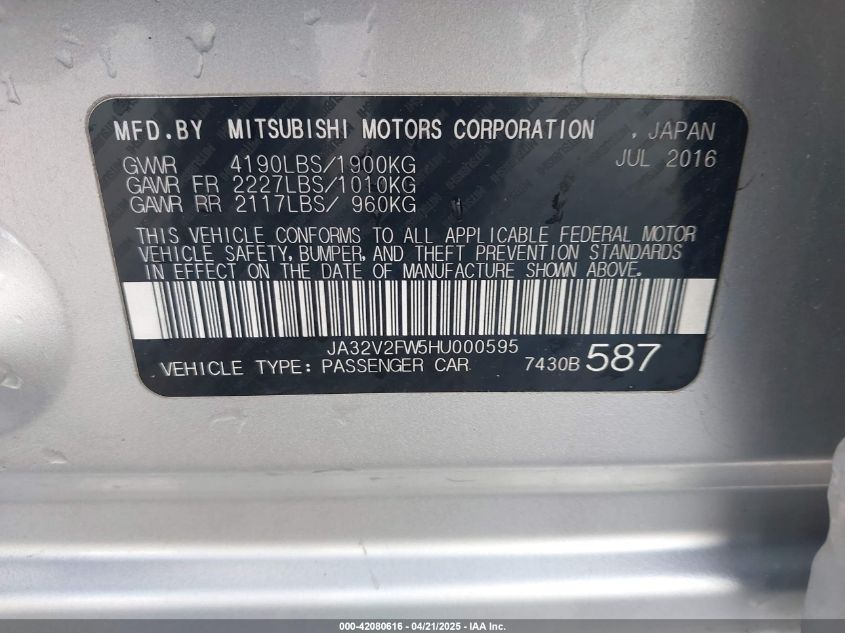 MFD.BY MITSUBISHI MOTORS CORPORATION , JAPAN
GVWR 4190LBS/1900KG JUL 2016
GAWR FR 2227LBS/1010KG
GAWR RR 2117LBS/ 960KG
THIS VEHICLE CONFORMS TO ALL APPLICABLE FEDERAL MOTOR
VEHICLE SAFETY, BUMPER, AND THEFT PREVENTION STANDARDS
IN EFFECT ON THE DATE OF MANUFACTURE SHOWN ABOVE.
JA32V2FW5HU000595
VEHICLE TYPE: PASSENGER CAR 7430B 587
000-42080616 - 04/21/2025 - IAA Inc.